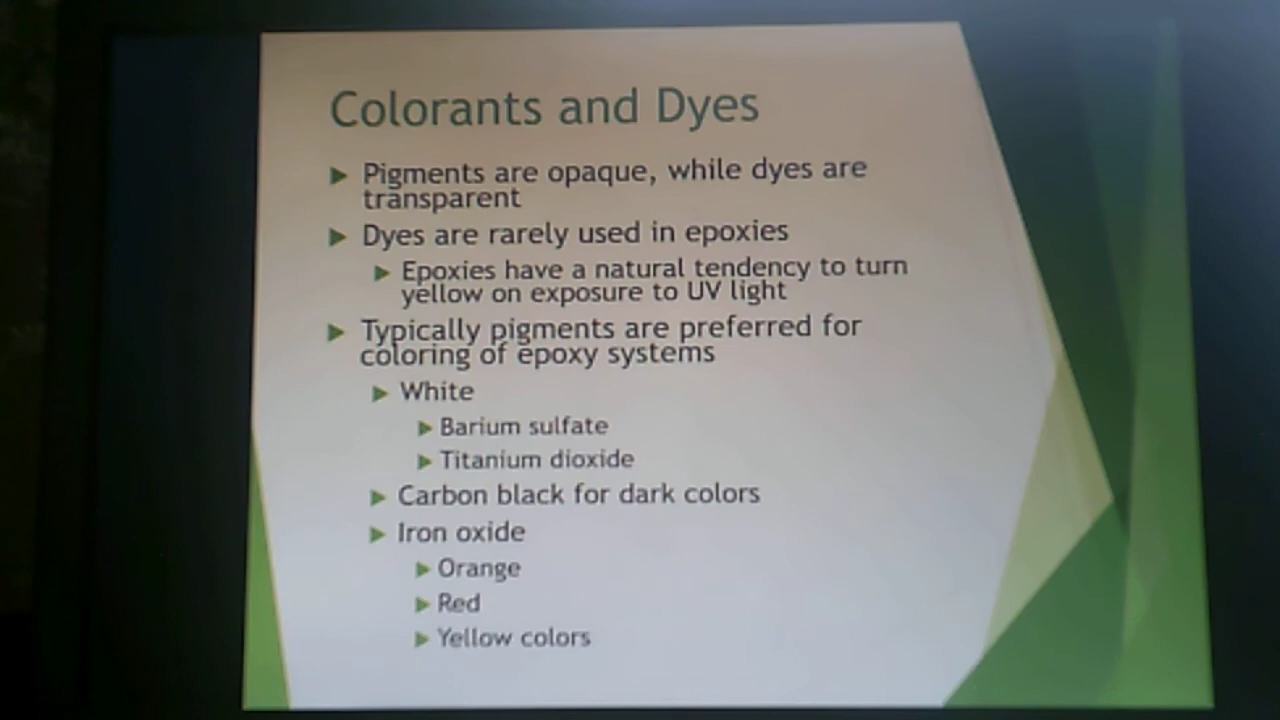 Colorants and Dyes
Pigments are opaque, while dyes are
transparent
Dyes are rarely used in epoxies
Epoxies have a natural tendency to turn
yellow on exposure to UV light
Typically pigments are preferred for
coloring of epoxy systems
White
Barium sulfate
Titanium dioxide
Carbon black for dark colors
Iron oxide
Orange
Red
Yellow colors